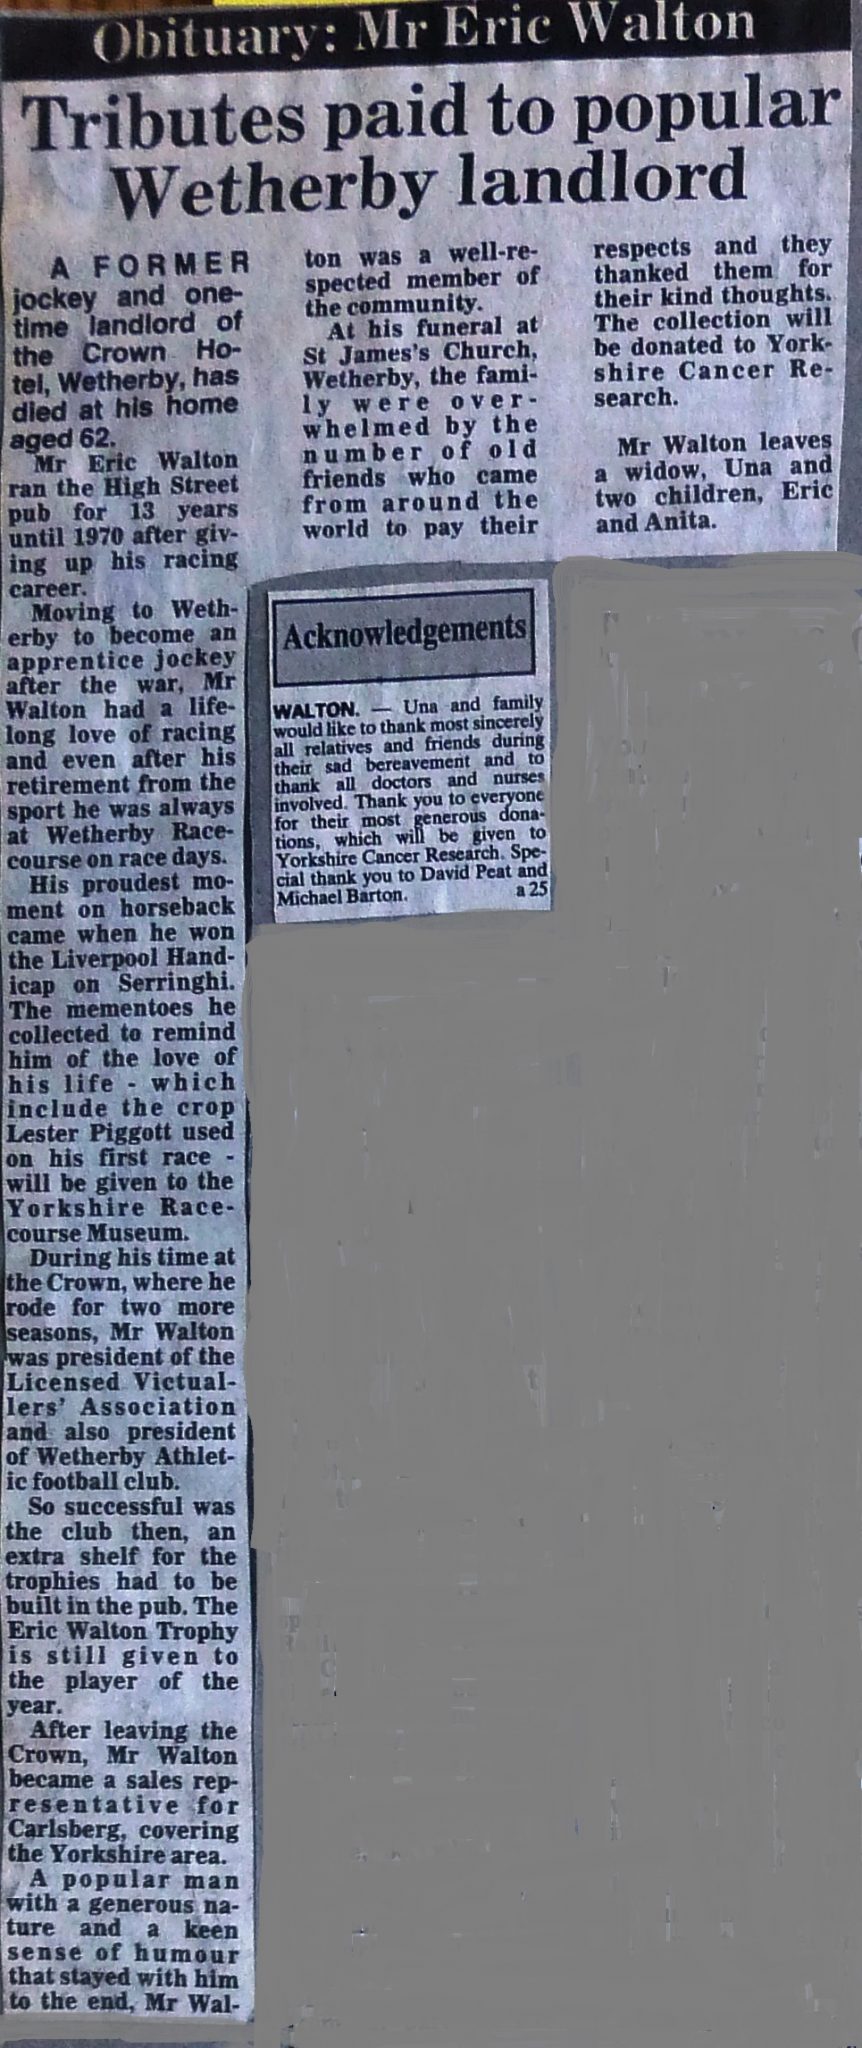 Obituary: Mr Eric Walton
Tributes paid to popular
Wetherby landlord
A FORMER
jockey and one-
time landlord of
the Crown Ho-
tel, Wetherby, has
died at his home
aged 62.
Mr Eric Walton
ran the High Street
pub for 13 years
until 1970 after giv-
ing up his racing
career.
Moving to Weth-
erby to become an
apprentice jockey
after the war, Mr
Walton had a life-
long love of racing
and even after his
retirement from the
sport he was always
at Wetherby Race-
course on race days.
His proudest mo-
ment on horseback
came when he won
the Liverpool Hand-
icap on Serringhi.
The mementoes he
collected to remind
him of the love of
his life - which
include the crop
Lester Piggott used
on his first race -
will be given to the
Yorkshire Race-
course Museum.
During his time at
the Crown, where he
rode for two more
seasons, Mr Walton
was president of the
Licensed Victual-
lers' Association
and also president
of Wetherby Athlet-
ic football club.
So successful was
the club then, an
extra shelf for the
trophies had to be
built in the pub. The
Eric Walton Trophy
is still given to
the player of the
year.
After leaving the
Crown, Mr Walton
became a sales rep-
resentative for
Carlsberg, covering
the Yorkshire area.
A popular man
with a generous na-
ture and a keen
sense of humour
that stayed with him
to the end, Mr Wal-
ton was a well-re-
spected member of
the community.
At his funeral at
St James's Church,
Wetherby, the fami-
ly were over-
whelmed by the
number of old
friends who came
from around the
world to pay their
respects and they
thanked them for
their kind thoughts.
The collection will
be donated to York-
shire Cancer Re-
search.
Mr Walton leaves
a widow, Una and
two children, Eric
and Anita.
Acknowledgements
WALTON. — Una and family
would like to thank most sincerely
all relatives and friends during
their sad bereavement and to
thank all doctors and nurses
involved. Thank you to everyone
for their most generous dona-
tions, which will be given to
Yorkshire Cancer Research. Spe-
cial thank you to David Peat and
Michael Barton. a 25